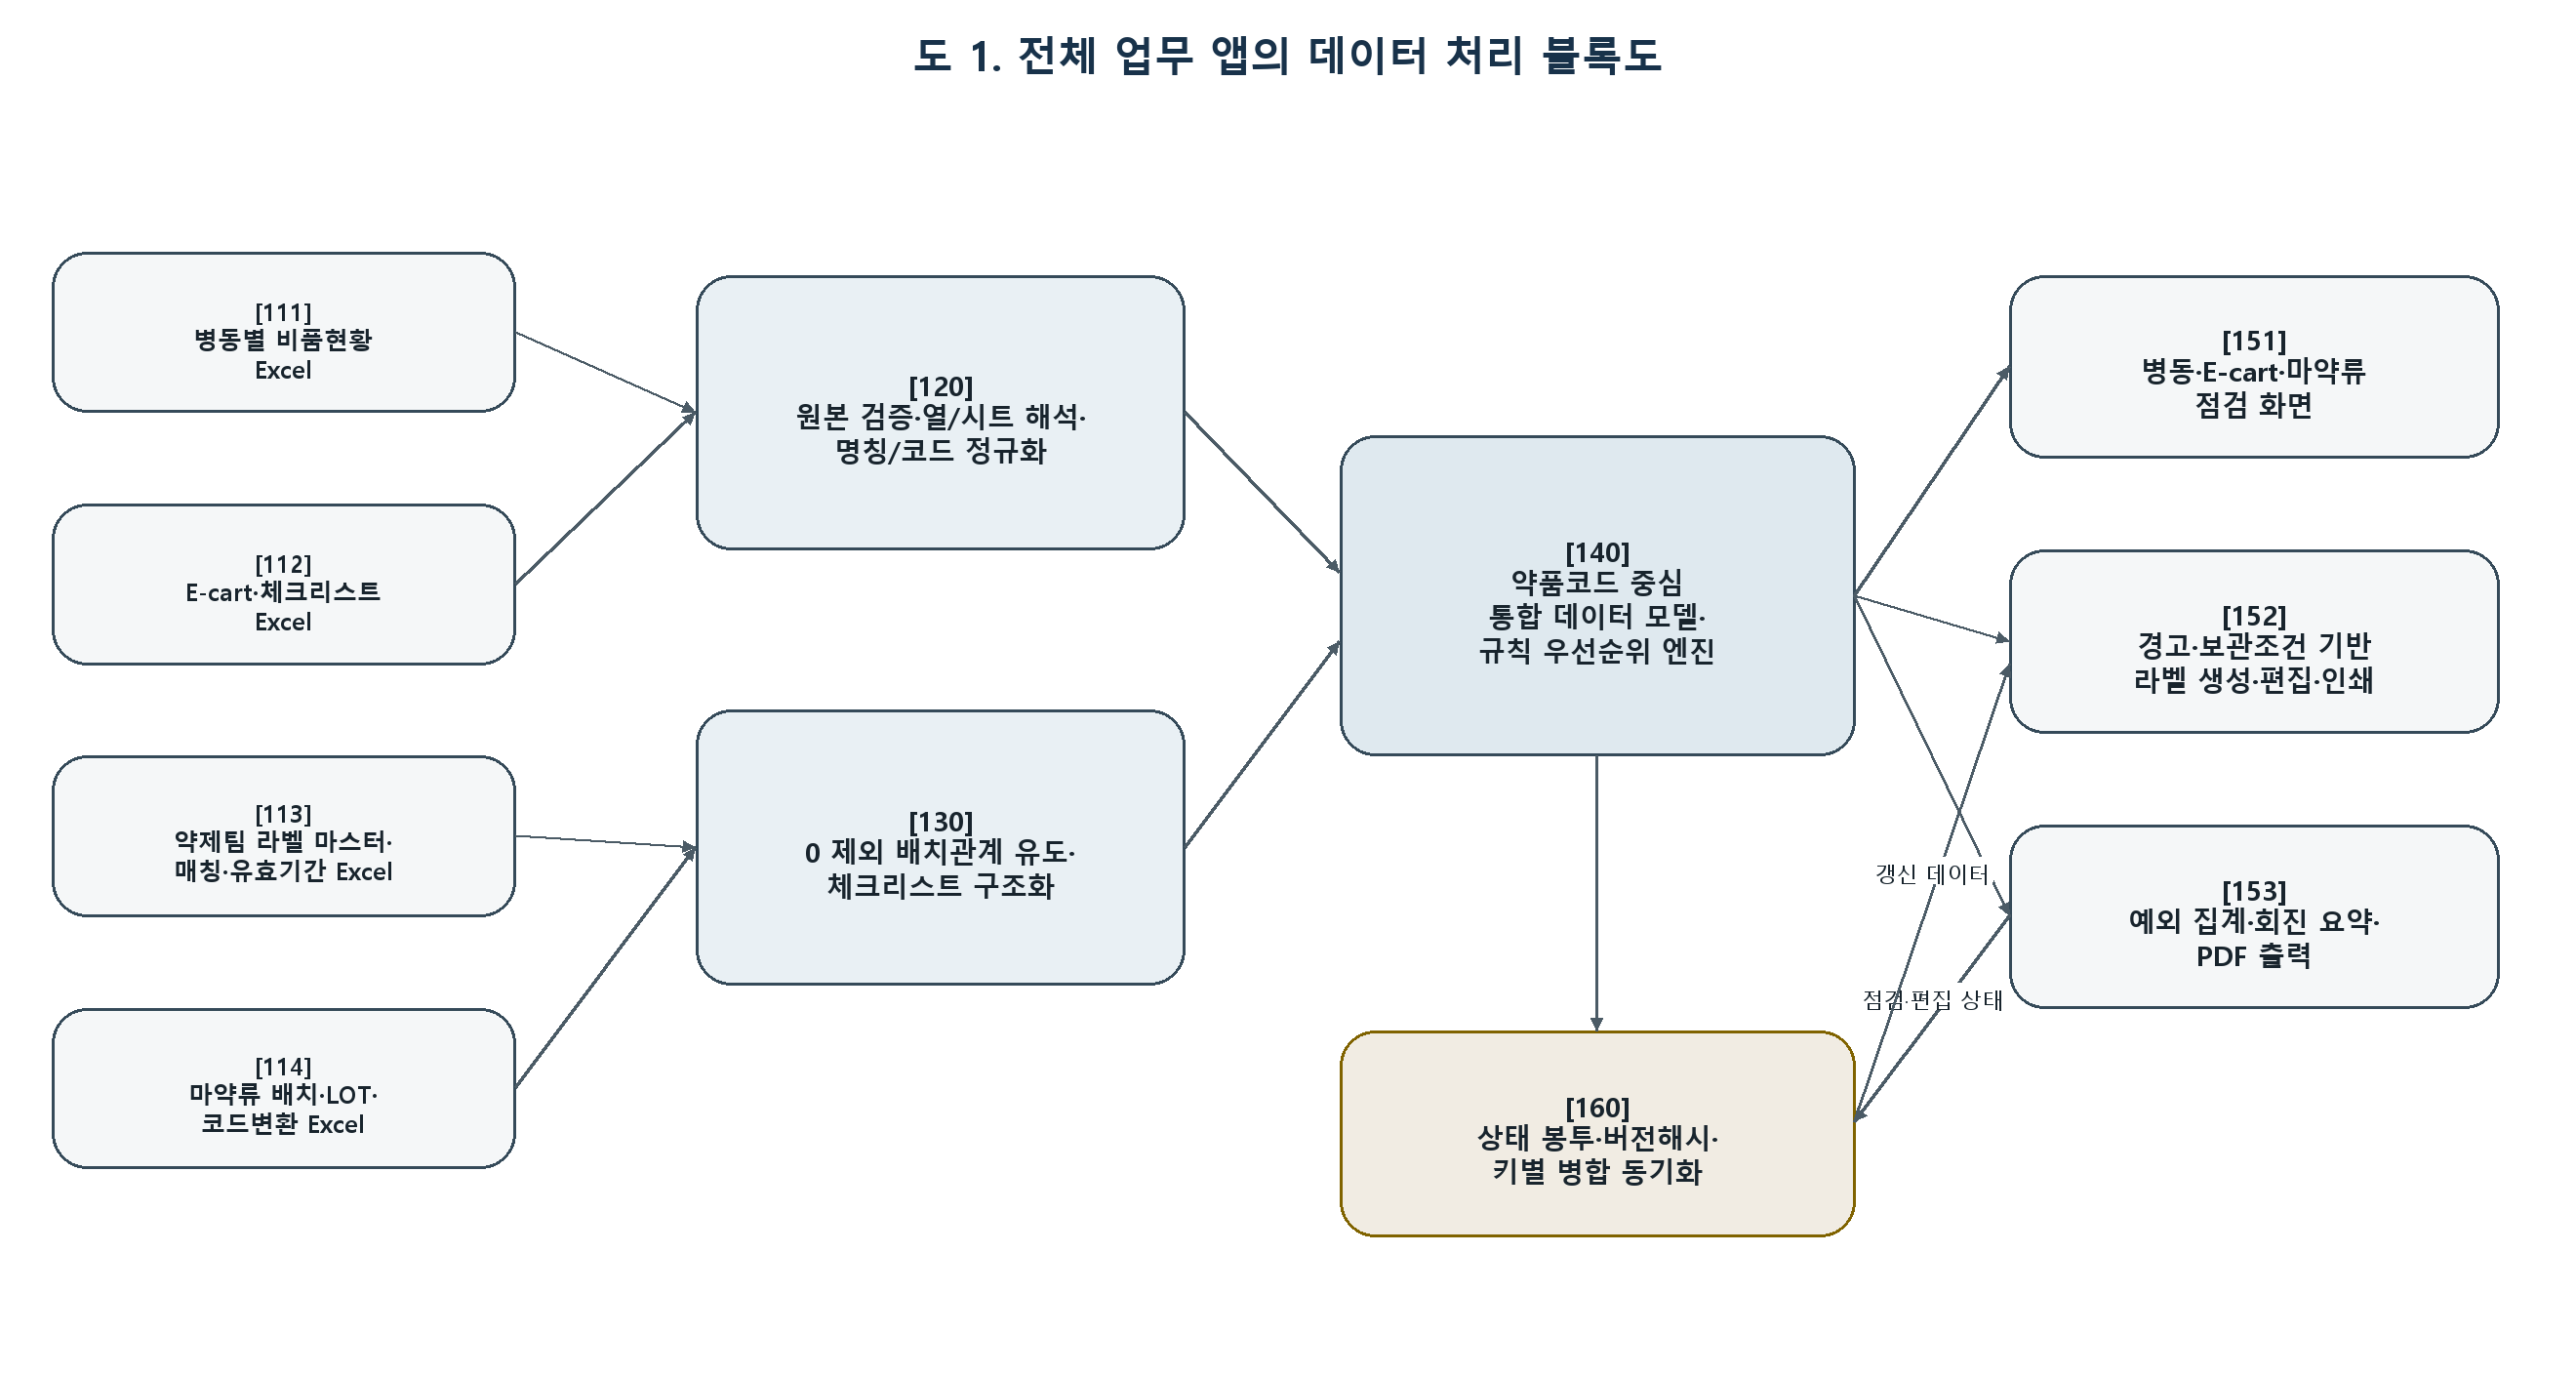 도 1. 전체 업무 앱의 데이터 처리 블록도
[111]
병동별 비품현황
Excel
[112]
E-cart·체크리스트
Excel
[113]
약제팀 라벨 마스터·
매칭·유효기간 Excel
[114]
마약류 배치·LOT·
코드변환 Excel
[120]
원본 검증·열/시트 해석·
명칭/코드 정규화
[130]
0 제외 배치관계 유도·
체크리스트 구조화
[140]
약품코드 중심
통합 데이터 모델·
규칙 우선순위 엔진
[151]
병동·E-cart·마약류
점검 화면
[152]
경고·보관조건 기반
라벨 생성·편집·인쇄
갱신 데이터
[153]
예외 집계·회진 요약·
PDF 출력
점검·편집 상태
[160]
상태 봉투·버전해시·
키별 병합 동기화